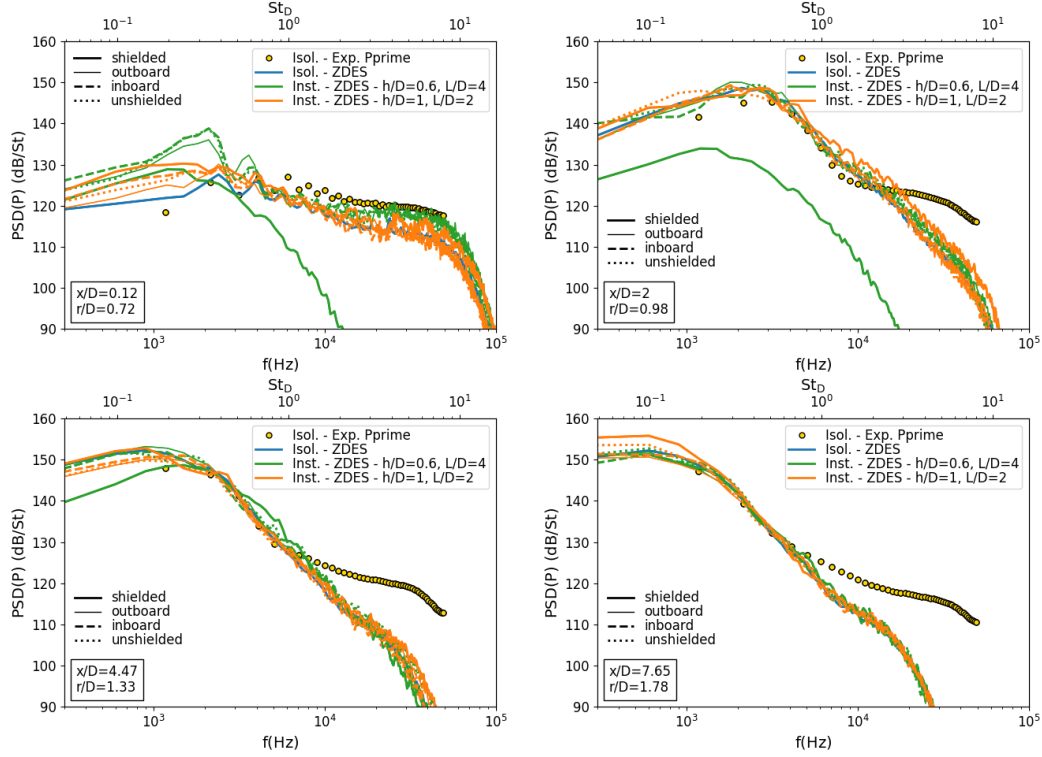 St_D
10^-1 10^0 10^1
160
150
140
130
120
110
100
90
PSD(P) (dB/St)
shielded
outboard
inboard
unshielded
Isol. - Exp. Pprime
Isol. - ZDES
Inst. - ZDES - h/D=0.6, L/D=4
Inst. - ZDES - h/D=1, L/D=2
x/D=0.12
r/D=0.72
10^3 10^4 10^5
f(Hz)
St_D
10^-1 10^0 10^1
160
150
140
130
120
110
100
90
PSD(P) (dB/St)
Isol. - Exp. Pprime
Isol. - ZDES
Inst. - ZDES - h/D=0.6, L/D=4
Inst. - ZDES - h/D=1, L/D=2
shielded
outboard
inboard
unshielded
x/D=2
r/D=0.98
10^3 10^4 10^5
f(Hz)
St_D
10^-1 10^0 10^1
160
150
140
130
120
110
100
90
PSD(P) (dB/St)
Isol. - Exp. Pprime
Isol. - ZDES
Inst. - ZDES - h/D=0.6, L/D=4
Inst. - ZDES - h/D=1, L/D=2
shielded
outboard
inboard
unshielded
x/D=4.47
r/D=1.33
10^3 10^4 10^5
f(Hz)
St_D
10^-1 10^0 10^1
160
150
140
130
120
110
100
90
PSD(P) (dB/St)
Isol. - Exp. Pprime
Isol. - ZDES
Inst. - ZDES - h/D=0.6, L/D=4
Inst. - ZDES - h/D=1, L/D=2
shielded
outboard
inboard
unshielded
x/D=7.65
r/D=1.78
10^3 10^4 10^5
f(Hz)